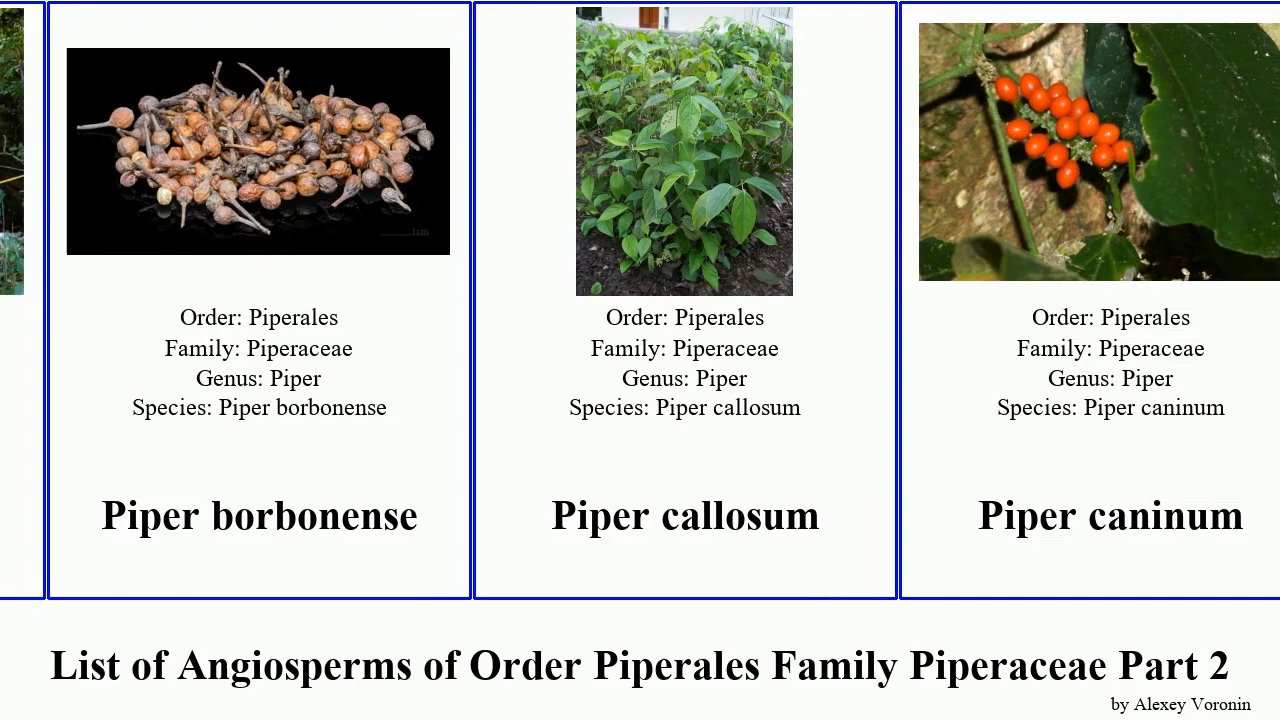 1cm
Order: Piperales
Family: Piperaceae
Genus: Piper
Species: Piper borbonense
Piper borbonense
Order: Piperales
Family: Piperaceae
Genus: Piper
Species: Piper callosum
Piper callosum
Order: Piperales
Family: Piperaceae
Genus: Piper
Species: Piper caninum
Piper caninum
List of Angiosperms of Order Piperales Family Piperaceae Part 2
by Alexey Voronin